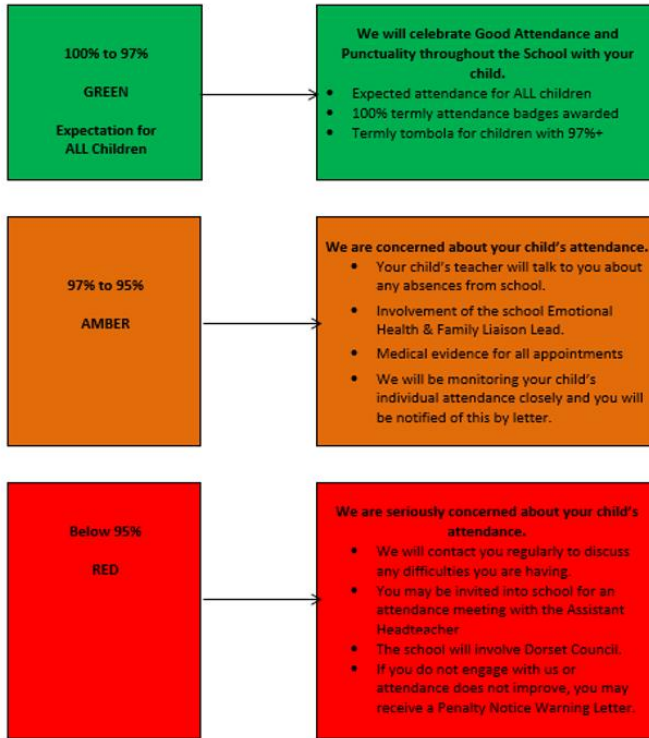 100% to 97%
GREEN
Expectation for
ALL Children
We will celebrate Good Attendance and
Punctuality throughout the School with your
child.
• Expected attendance for ALL children
• 100% termly attendance badges awarded
• Termly tombola for children with 97%+
97% to 95%
AMBER
We are concerned about your child's attendance.
• Your child's teacher will talk to you about
any absences from school.
• Involvement of the school Emotional
Health & Family Liaison Lead.
• Medical evidence for all appointments
• We will be monitoring your child's
individual attendance closely and you will
be notified of this by letter.
Below 95%
RED
We are seriously concerned about your child's
attendance.
• We will contact you regularly to discuss
any difficulties you are having.
• You may be invited into school for an
attendance meeting with the Assistant
Headteacher
• The school will involve Dorset Council.
• If you do not engage with us or
attendance does not improve, you may
receive a Penalty Notice Warning Letter.